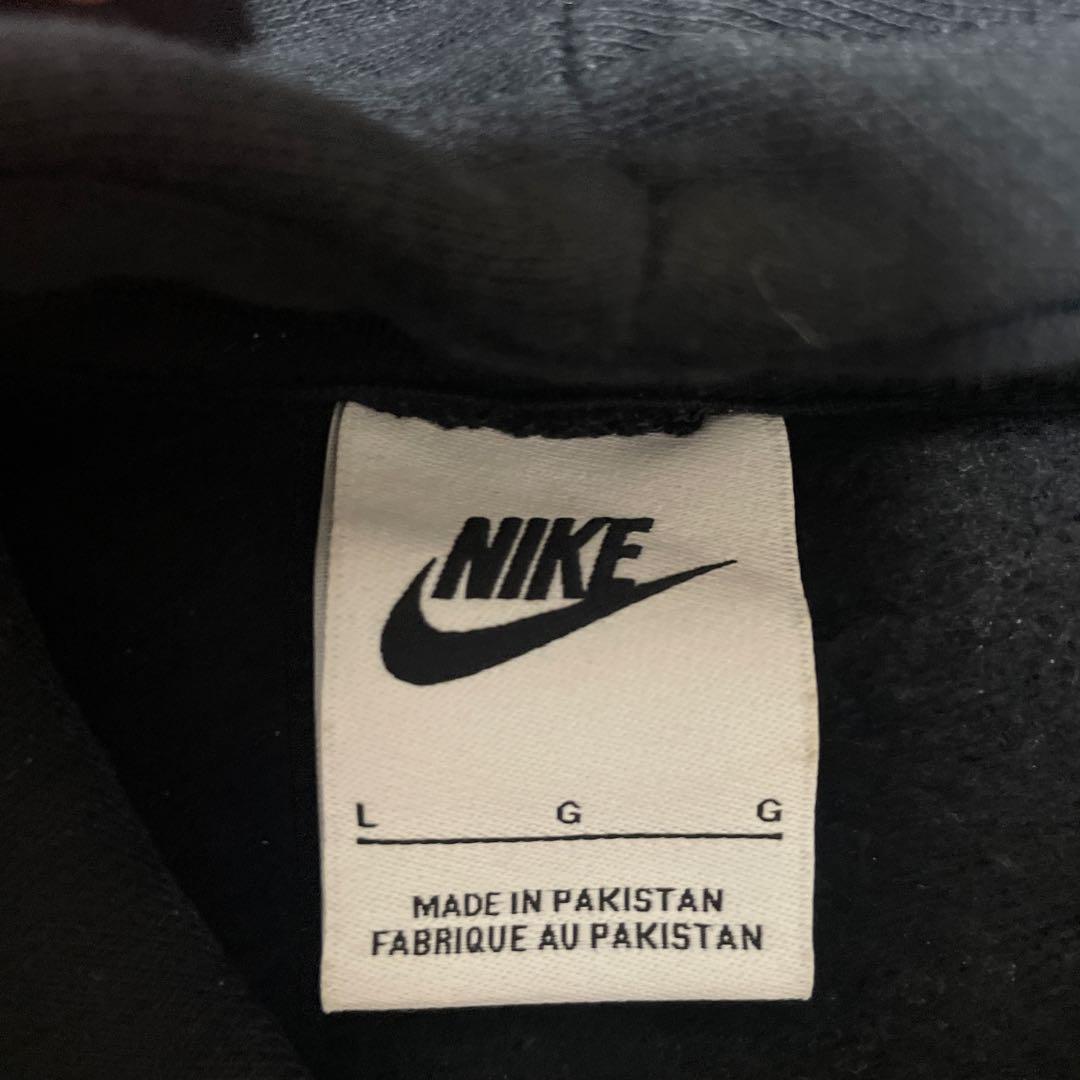 NIKE
L G G
MADE IN PAKISTAN
FABRIQUE AU PAKISTAN